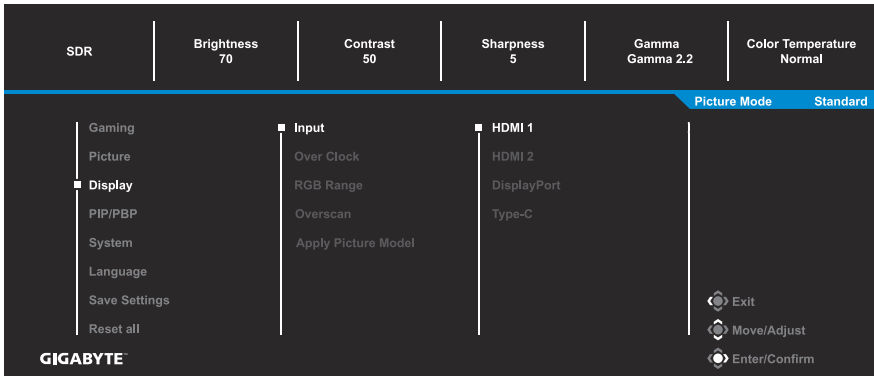 SDR
Brightness
70
Contrast
50
Sharpness
5
Gamma
Gamma 2.2
Color Temperature
Normal
Picture Mode Standard
Gaming Input HDMI 1
Picture Over Clock HDMI 2
Display RGB Range DisplayPort
PIP/PBP Overscan Type-C
System Apply Picture Model
Language
Save Settings Exit
Reset all Move/Adjust
GIGABYTE™ Enter/Confirm